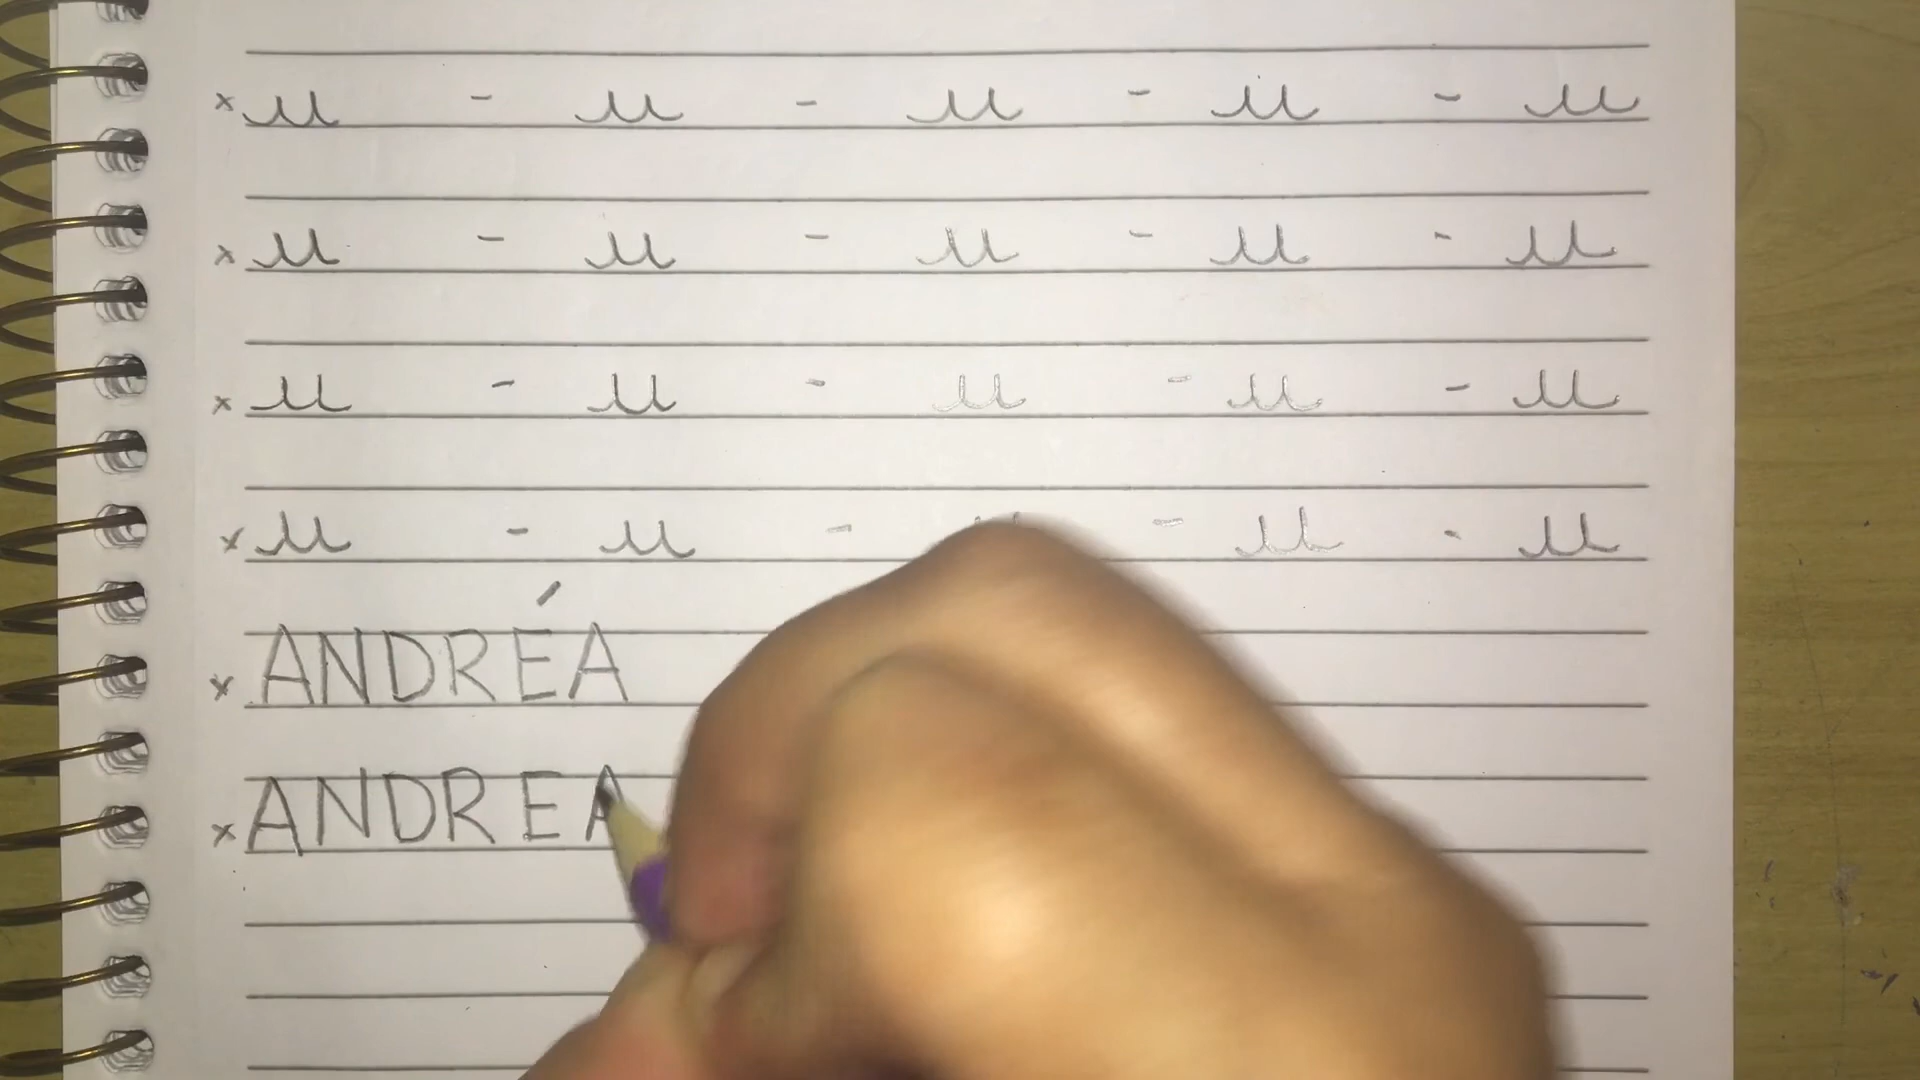 x u - u - u - u - u
x u - u - u - u - u
x u - u - u - u - u
x u - u - - u - u
x ANDRÉA
x ANDREA